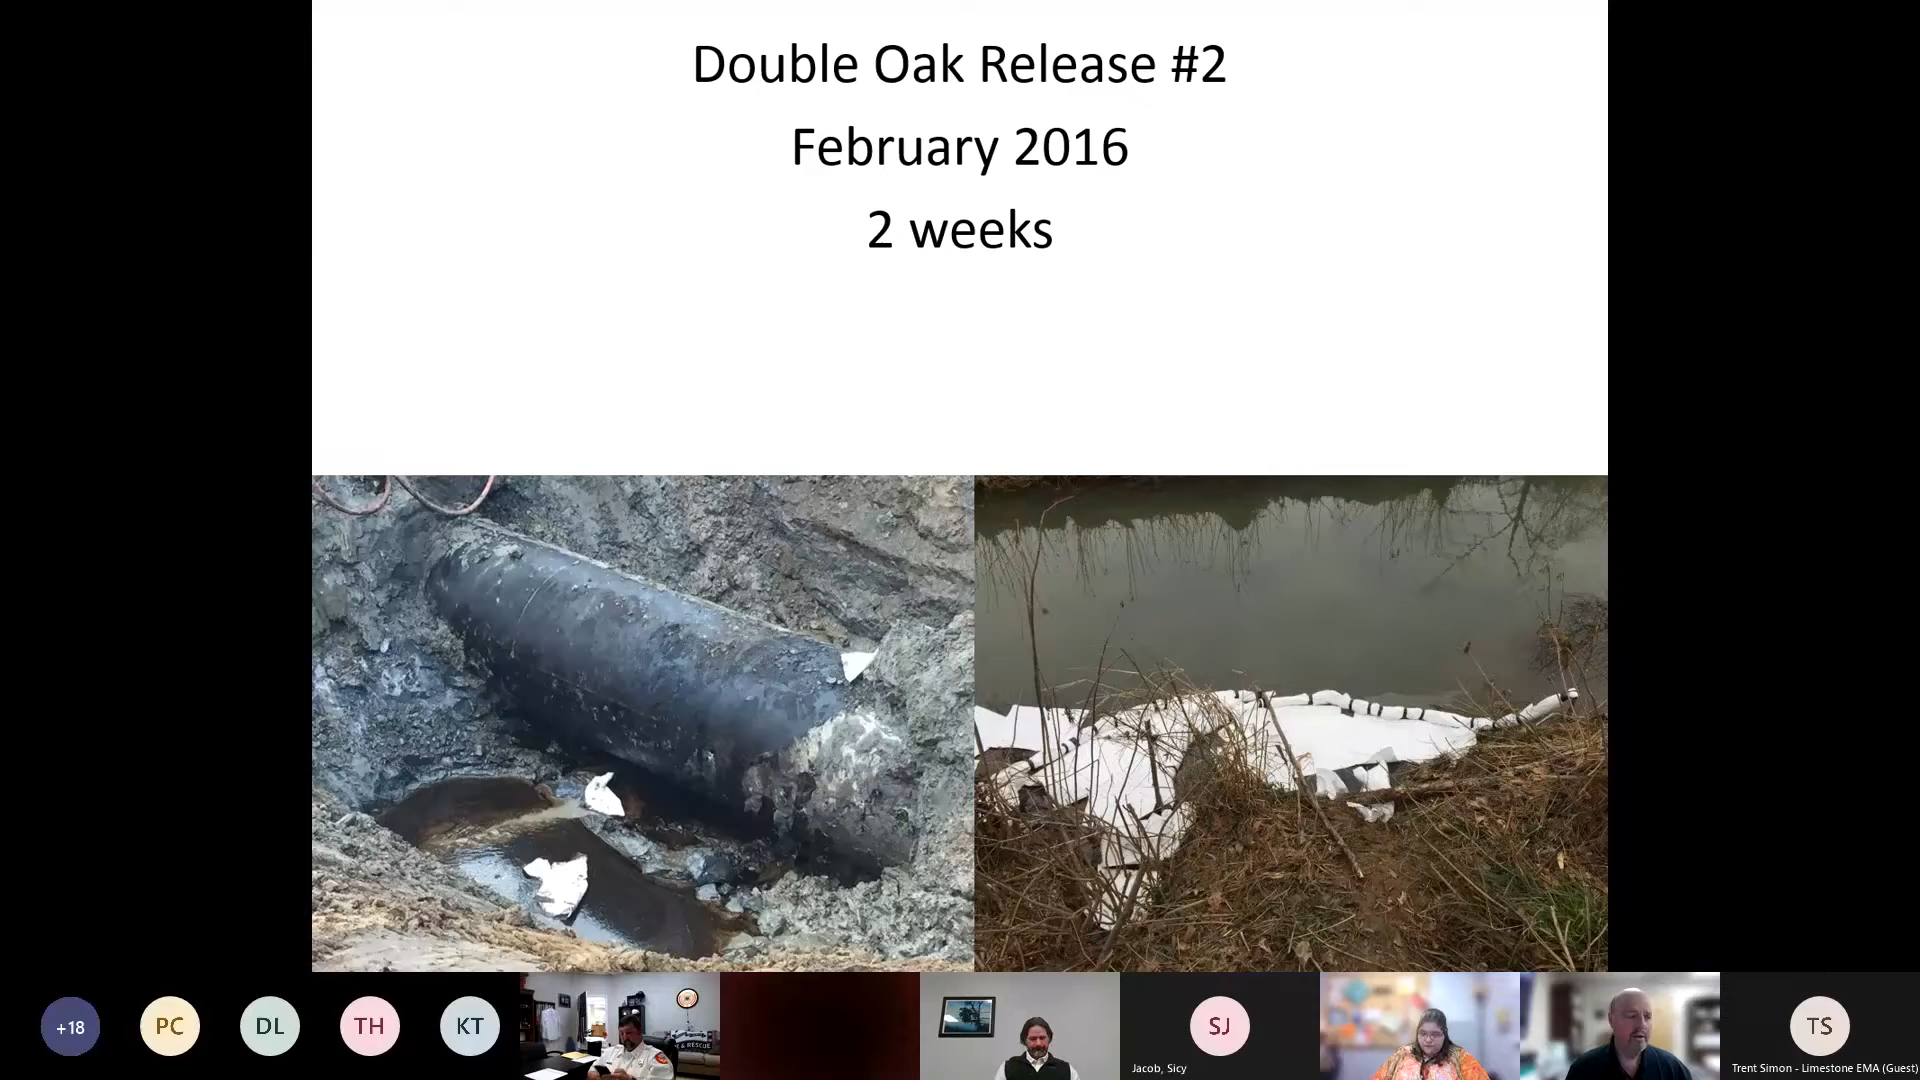 Double Oak Release #2
February 2016
2 weeks
+18
PC
DL
TH
KT
& RESCUE
SJ
Jacob, Sicy
TS
Trent Simon - Limestone EMA (Guest)